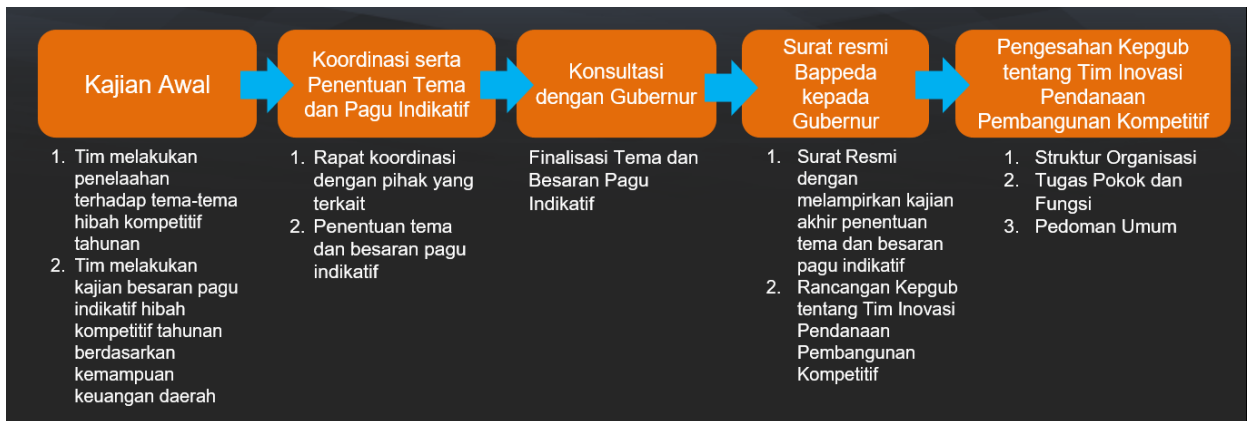 Kajian Awal
1. Tim melakukan
penelaahan
terhadap tema-tema
hibah kompetitif
tahunan
2. Tim melakukan
kajian besaran pagu
indikatif hibah
kompetitif tahunan
berdasarkan
kemampuan
keuangan daerah
Koordinasi serta
Penentuan Tema
dan Pagu Indikatif
1. Rapat koordinasi
dengan pihak yang
terkait
2. Penentuan tema
dan besaran pagu
indikatif
Konsultasi
dengan Gubernur
Finalisasi Tema dan
Besaran Pagu
Indikatif
Surat resmi
Bappeda
kepada
Gubernur
1. Surat Resmi
dengan
melampirkan kajian
akhir penentuan
tema dan besaran
pagu indikatif
2. Rancangan Kepgub
tentang Tim Inovasi
Pendanaan
Pembangunan
Kompetitif
Pengesahan Kepgub
tentang Tim Inovasi
Pendanaan
Pembangunan Kompetitif
1. Struktur Organisasi
2. Tugas Pokok dan
Fungsi
3. Pedoman Umum